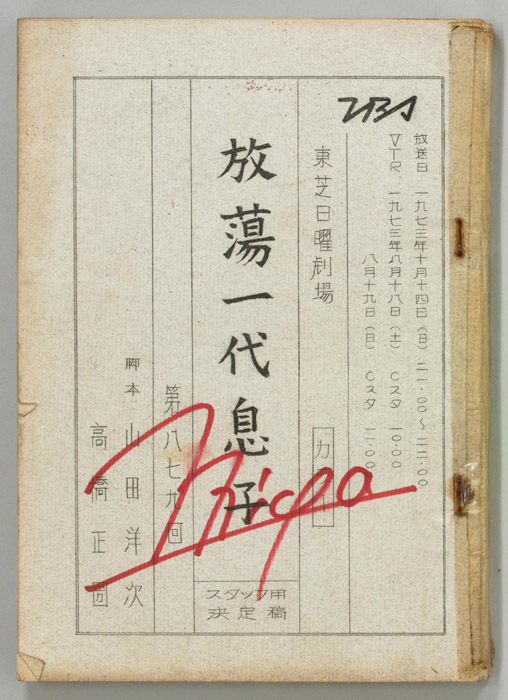 TBS
放送日 一九七三年十月十四日(日) 二一.〇〇〜二二.〇〇
VTR 一九七三年八月十八日(土) Cスタ 一〇.〇〇
八月十九日(日) Cスタ 一一.〇〇
東芝日曜劇場
放蕩一代息子
スタッフ用
決定稿
第八七九回
脚本 山田洋次
高橋正圀